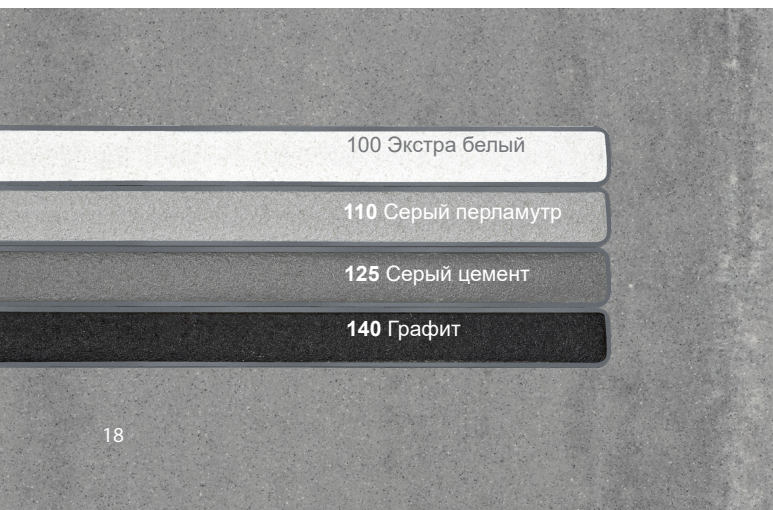 100 Экстра белый
110 Серый перламутр
125 Серый цемент
140 Графит
18